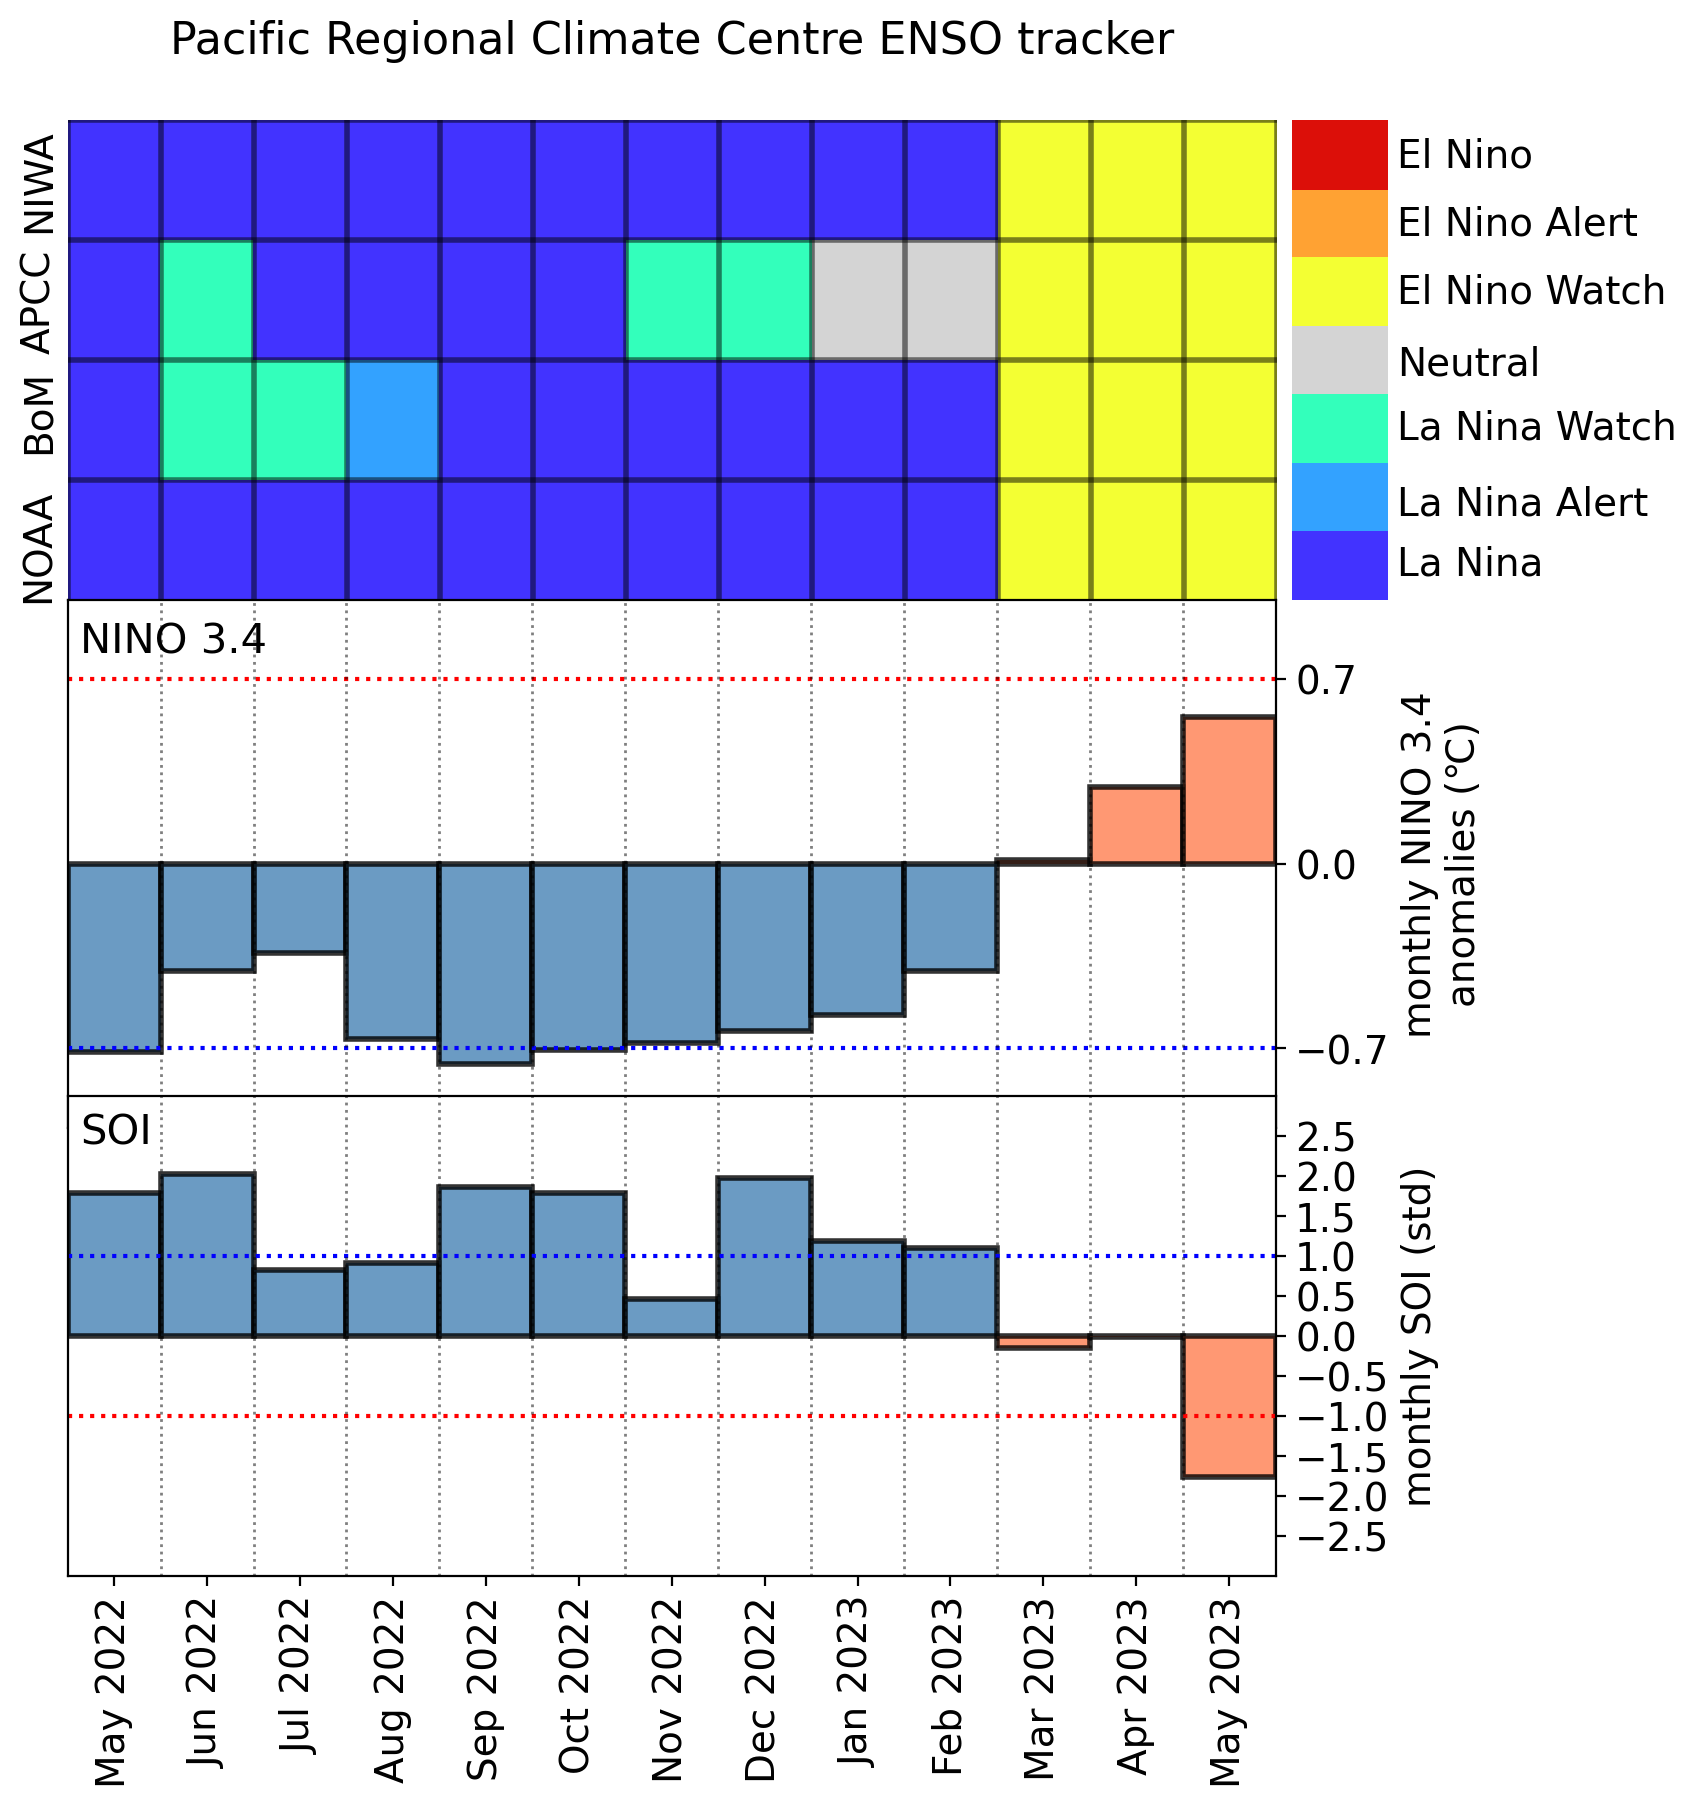 Pacific Regional Climate Centre ENSO tracker
NIWA
APCC
BoM
NOAA
El Nino
El Nino Alert
El Nino Watch
Neutral
La Nina Watch
La Nina Alert
La Nina
NINO 3.4
0.7
0.0
−0.7
monthly NINO 3.4
anomalies (°C)
SOI
2.5
2.0
1.5
1.0
0.5
0.0
−0.5
−1.0
−1.5
−2.0
−2.5
monthly SOI (std)
May 2022
Jun 2022
Jul 2022
Aug 2022
Sep 2022
Oct 2022
Nov 2022
Dec 2022
Jan 2023
Feb 2023
Mar 2023
Apr 2023
May 2023